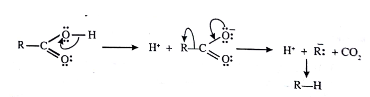 R—C
O
H
O
H⁺ + R—C
O⁻
O
H⁺ + R̄: + CO₂
R—H